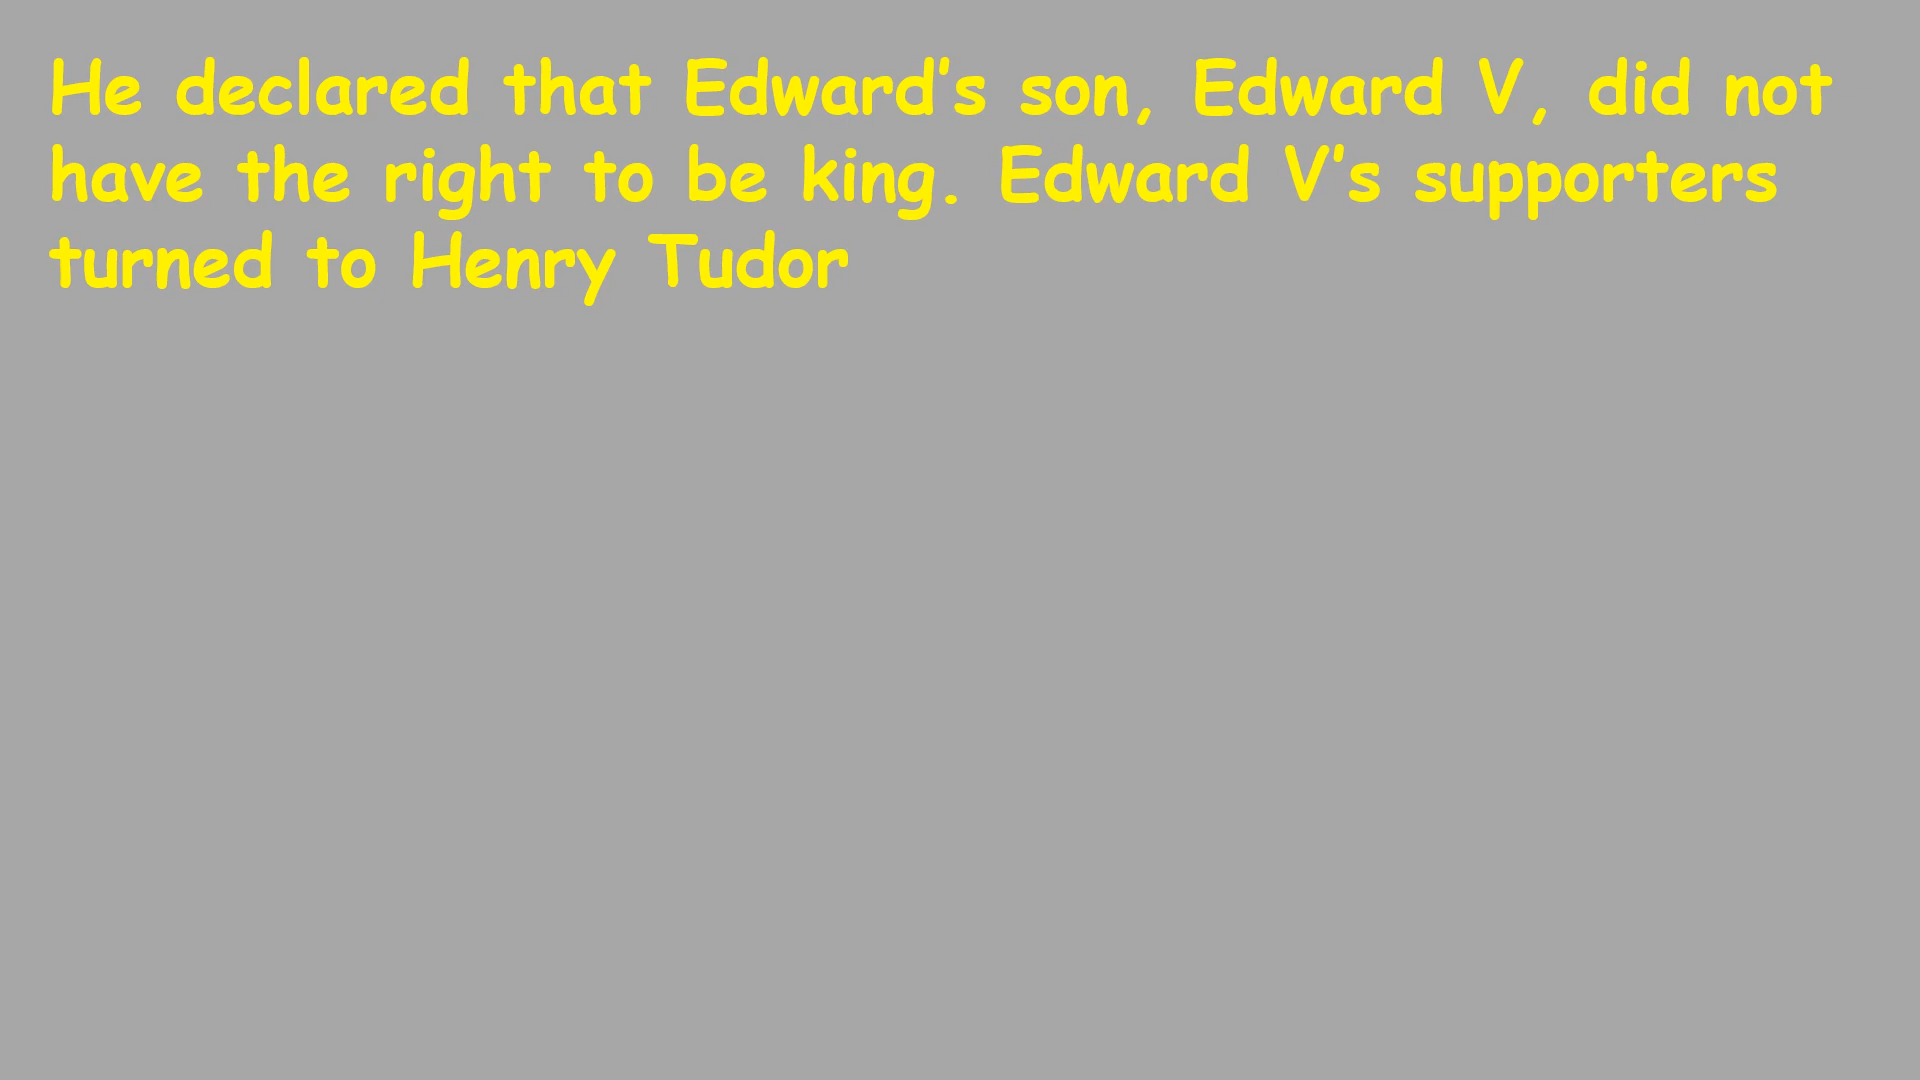 He declared that Edward's son, Edward V, did not
have the right to be king. Edward V's supporters
turned to Henry Tudor